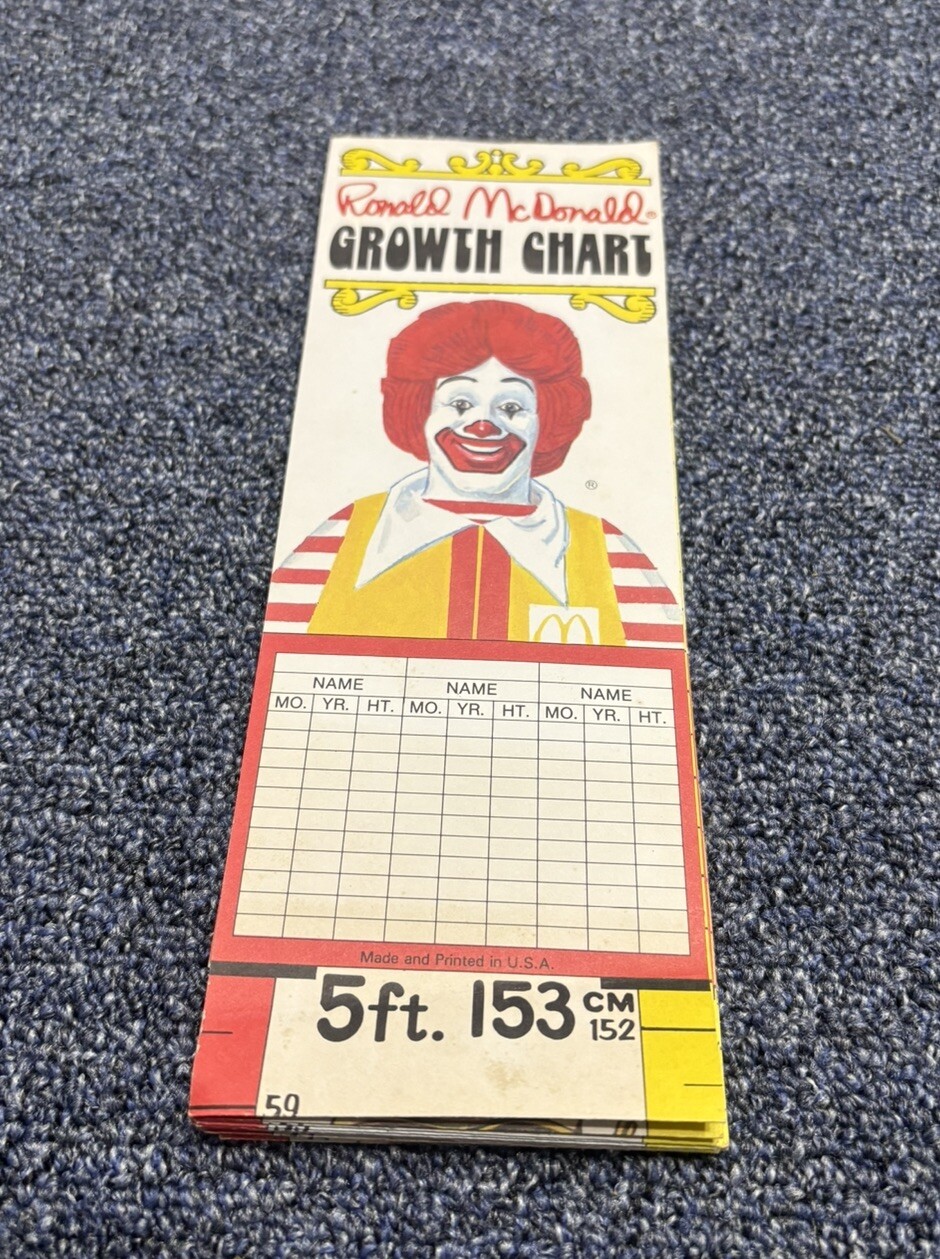 Ronald McDonald®
GROWTH CHART
®
NAME NAME NAME
MO. YR. HT. MO. YR. HT. MO. YR. HT.
Made and Printed in U.S.A.
5ft. 153 CM
152
59